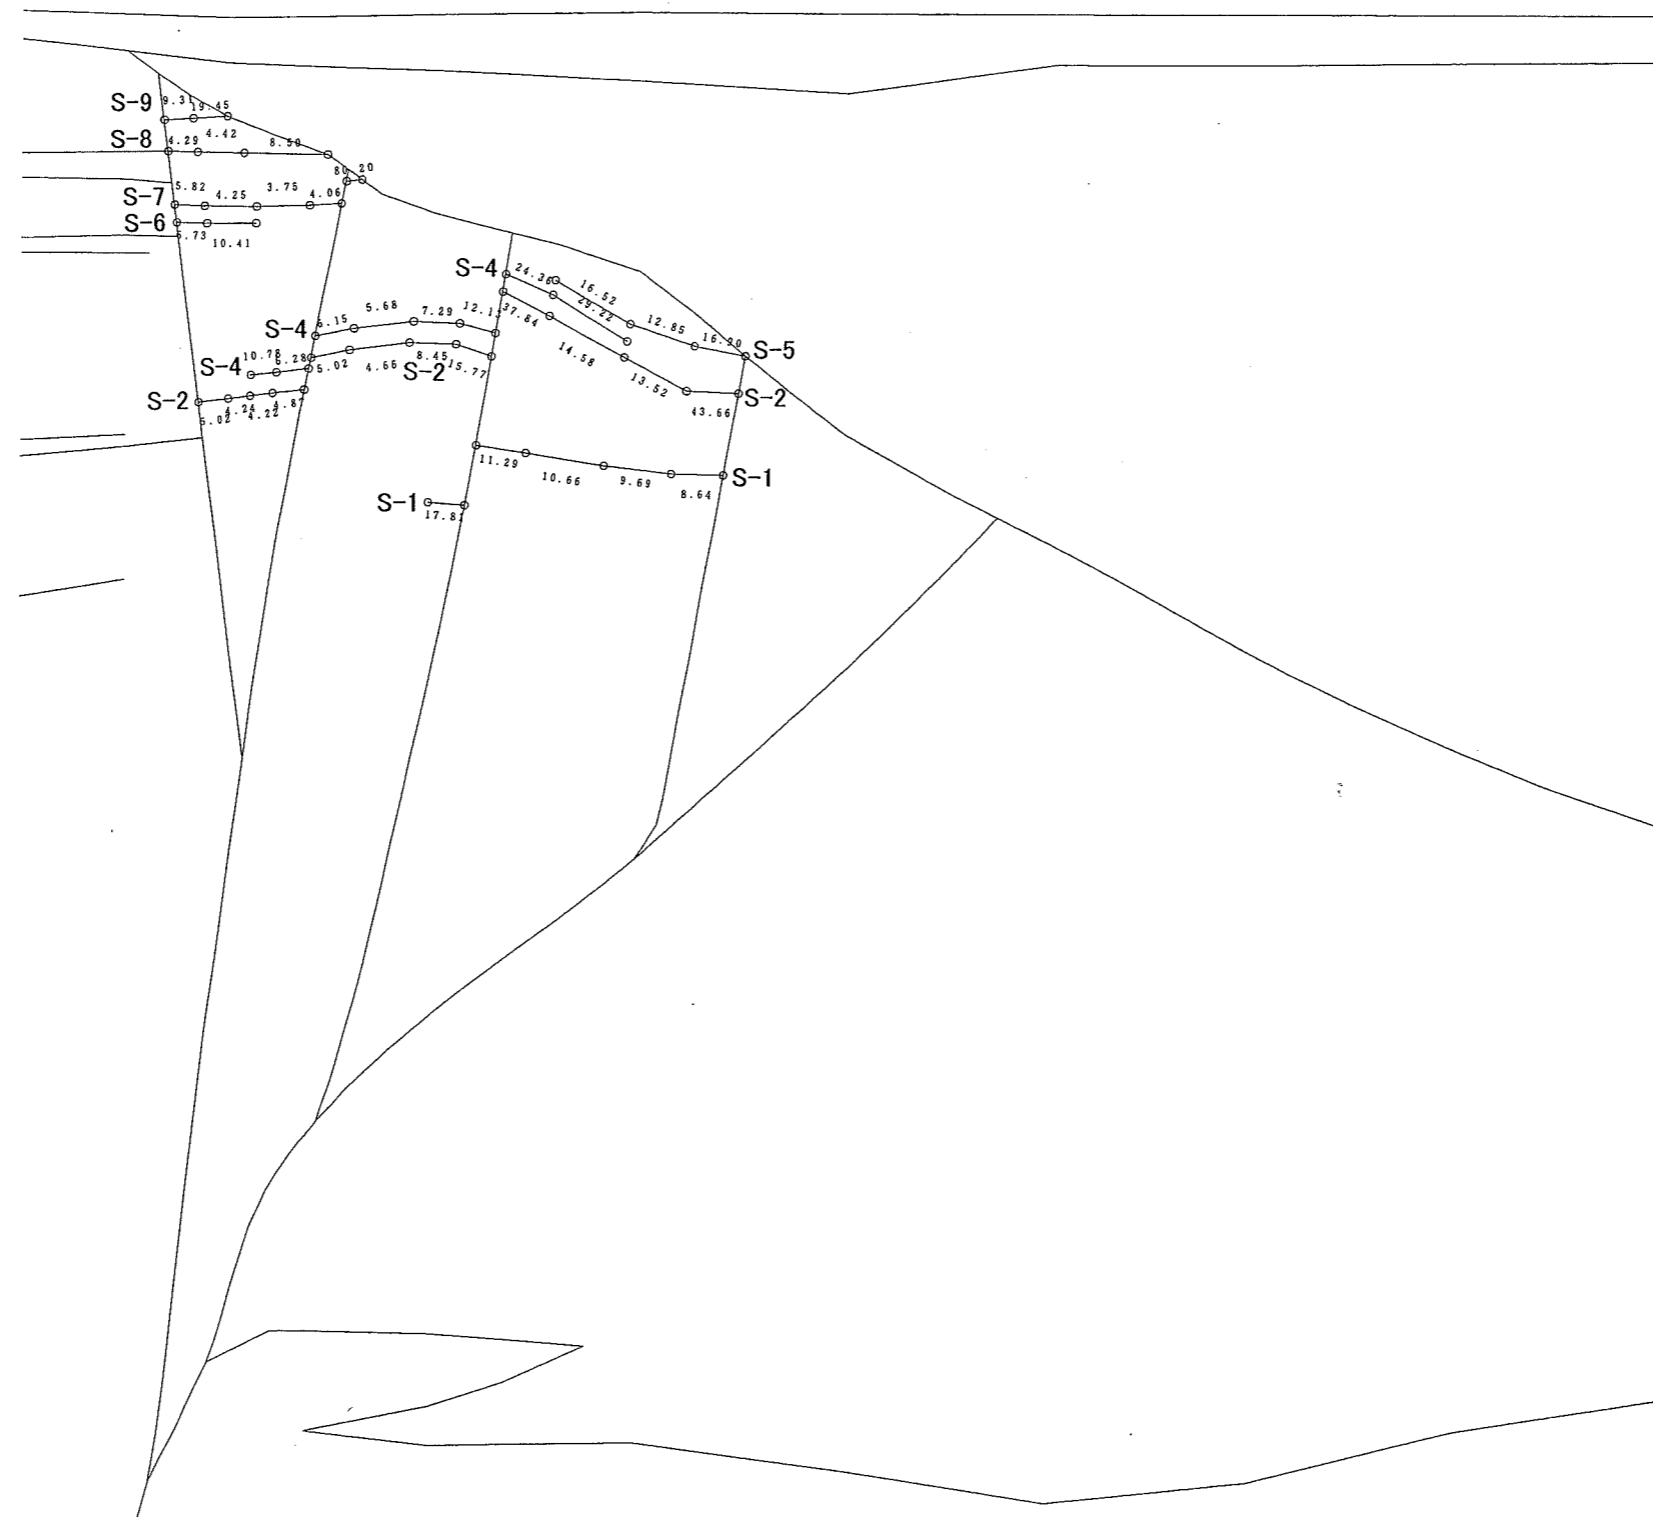 S-9 9.31 19.45
S-8 4.29 4.42 8.50
80 20
S-7 5.82 4.25 3.75 4.06
S-6 5.73 10.41
S-4 24.36 29.22
16.52 12.85 16.20 S-5
S-4 6.15 5.68 7.29 12.13
37.84 14.58 13.52 43.66 S-2
S-4 10.78 6.28
5.02 4.66 8.45 15.77
S-2
S-2 5.02 4.24 4.22 4.87
11.29 10.66 9.69 8.64 S-1
S-1 17.81